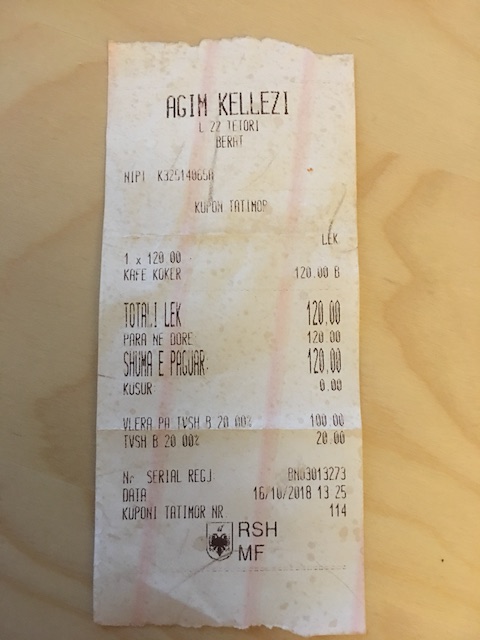 AGIM KELLEZI
L 22 TETORI
BERAT
NIPT K32514065A
KUPON TATIMOR
LEK
1 x 120.00
KAFE KOKER 120.00 B
TOTALI LEK 120.00
PARA NE DORE 120.00
SHUMA E PAGUAR 120.00
KUSUR 0.00
VLERA PA TVSH B 20.00% 100.00
TVSH B 20.00% 20.00
Nr SERIAL REGJ BN03013273
DATA 16/10/2018 13 25
KUPONI TATIMOR NR 114
RSH
MF